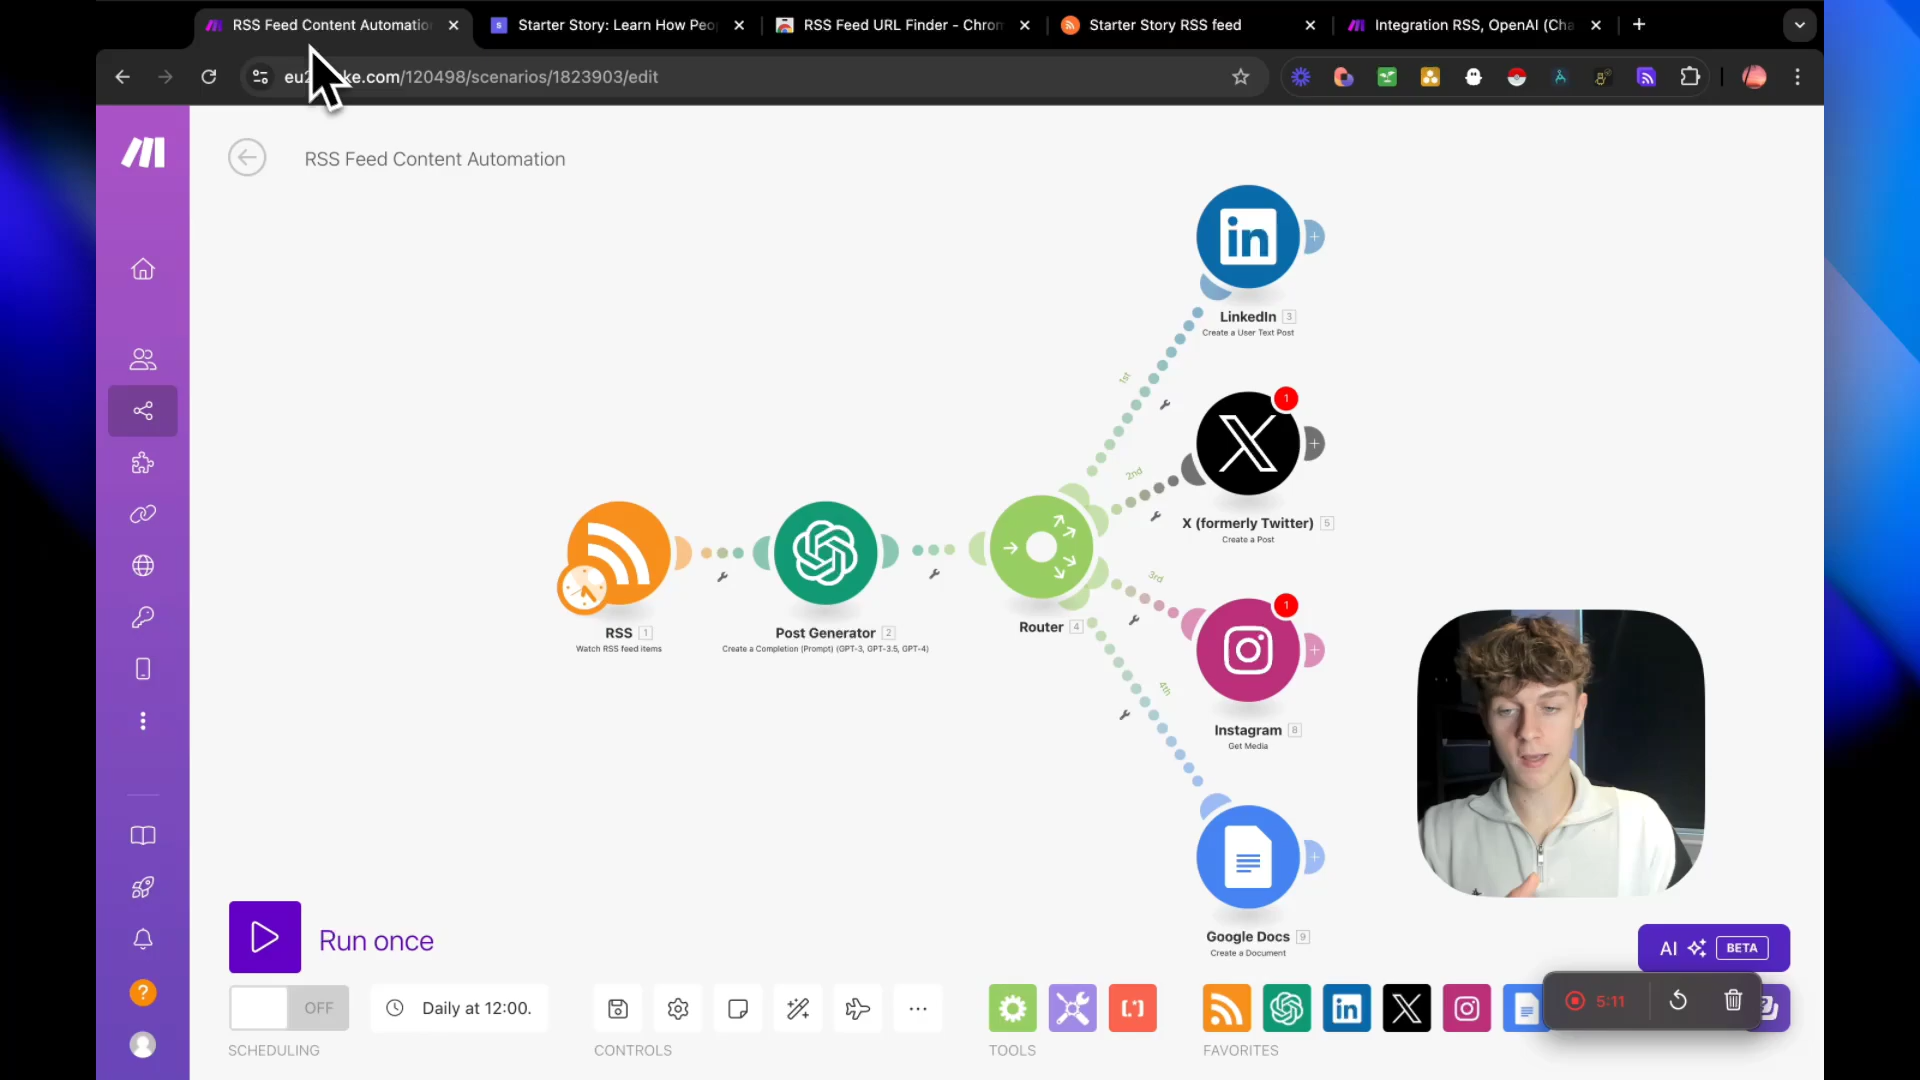 RSS Feed Content Automatio
Starter Story: Learn How Peo
RSS Feed URL Finder - Chrom
Starter Story RSS feed
Integration RSS, OpenAI (Cha
ke.com/120498/scenarios/1823903/edit
RSS Feed Content Automation
LinkedIn 3
Create a User Text Post
1st
1
2nd
X (formerly Twitter) 5
Create a Post
3rd
1
RSS 1
Watch RSS feed items
Post Generator 2
Create a Completion (Prompt) (GPT-3, GPT-3.5, GPT-4)
Router 4
4th
Instagram 8
Get Media
Google Docs 9
Create a Document
Run once
AI BETA
OFF
Daily at 12:00.
5:11
SCHEDULING
CONTROLS
TOOLS
FAVORITES